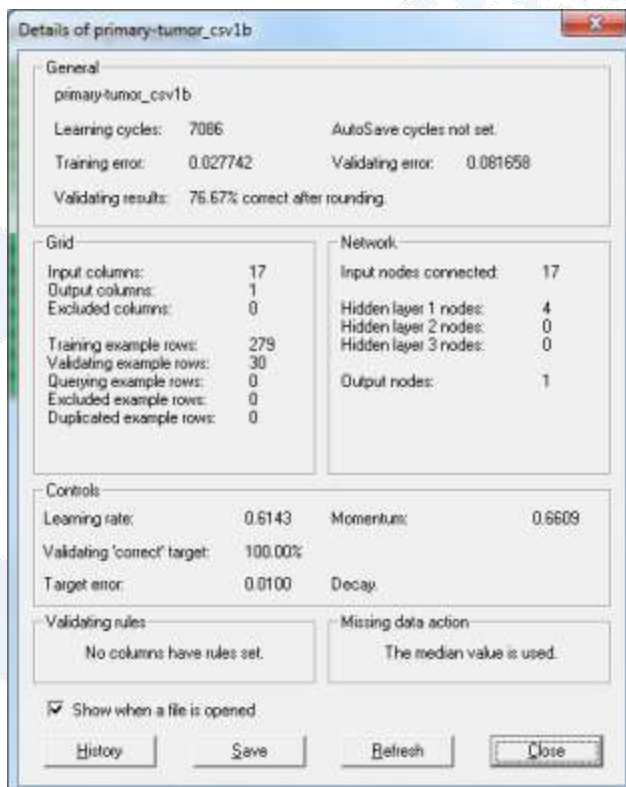 Details of primary-tumor_csv1b
General
primary-tumor_csv1b
Learning cycles: 7086 AutoSave cycles not set.
Training error: 0.027742 Validating error: 0.081658
Validating results: 76.67% correct after rounding.
Grid
Input columns: 17
Output columns: 1
Excluded columns: 0
Training example rows: 279
Validating example rows: 30
Querying example rows: 0
Excluded example rows: 0
Duplicated example rows: 0
Network
Input nodes connected: 17
Hidden layer 1 nodes: 4
Hidden layer 2 nodes: 0
Hidden layer 3 nodes: 0
Output nodes: 1
Controls
Learning rate: 0.6143 Momentum: 0.6609
Validating 'correct' target: 100.00%
Target error: 0.0100 Decay.
Validating rules
No columns have rules set.
Missing data action
The median value is used.
Show when a file is opened
History Save Refresh Close